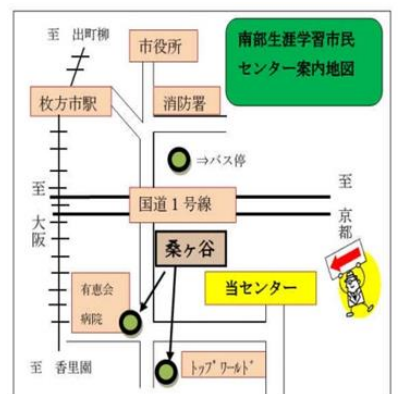 至 出町柳
市役所
南部生涯学習市民
センター案内地図
枚方市駅
消防署
⇒バス停
至 大阪
国道1号線
至 京都
桑ヶ谷
有恵会
病院
当センター
至 香里園
トップワールド